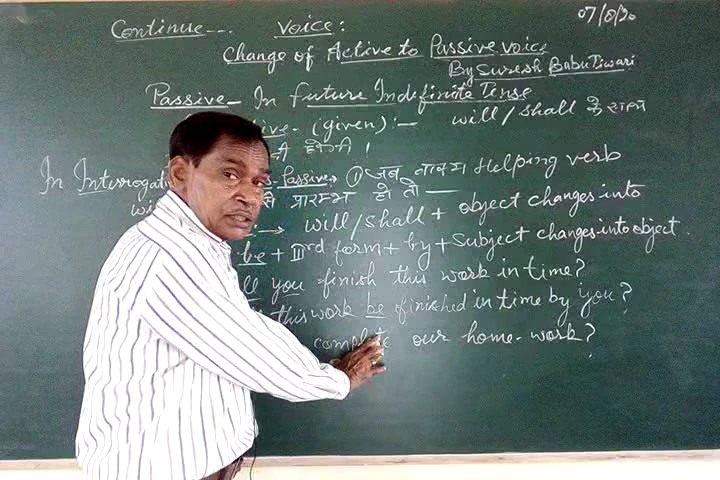 Continue.... Voice: 07/8/20
Change of Active to Passive voice
By Suresh Babu Tiwari
Passive - In future Indefinite Tense
(given) :- will/shall के साथ
In Interrogat Passive → ① जब वाक्य Helping verb
से प्रारम्भ हो तो —
→ will/shall + object changes into
be + IIIrd form + by + subject changes into object.
you finish this work in time?
this work be finished in time by you?
complete our home-work?